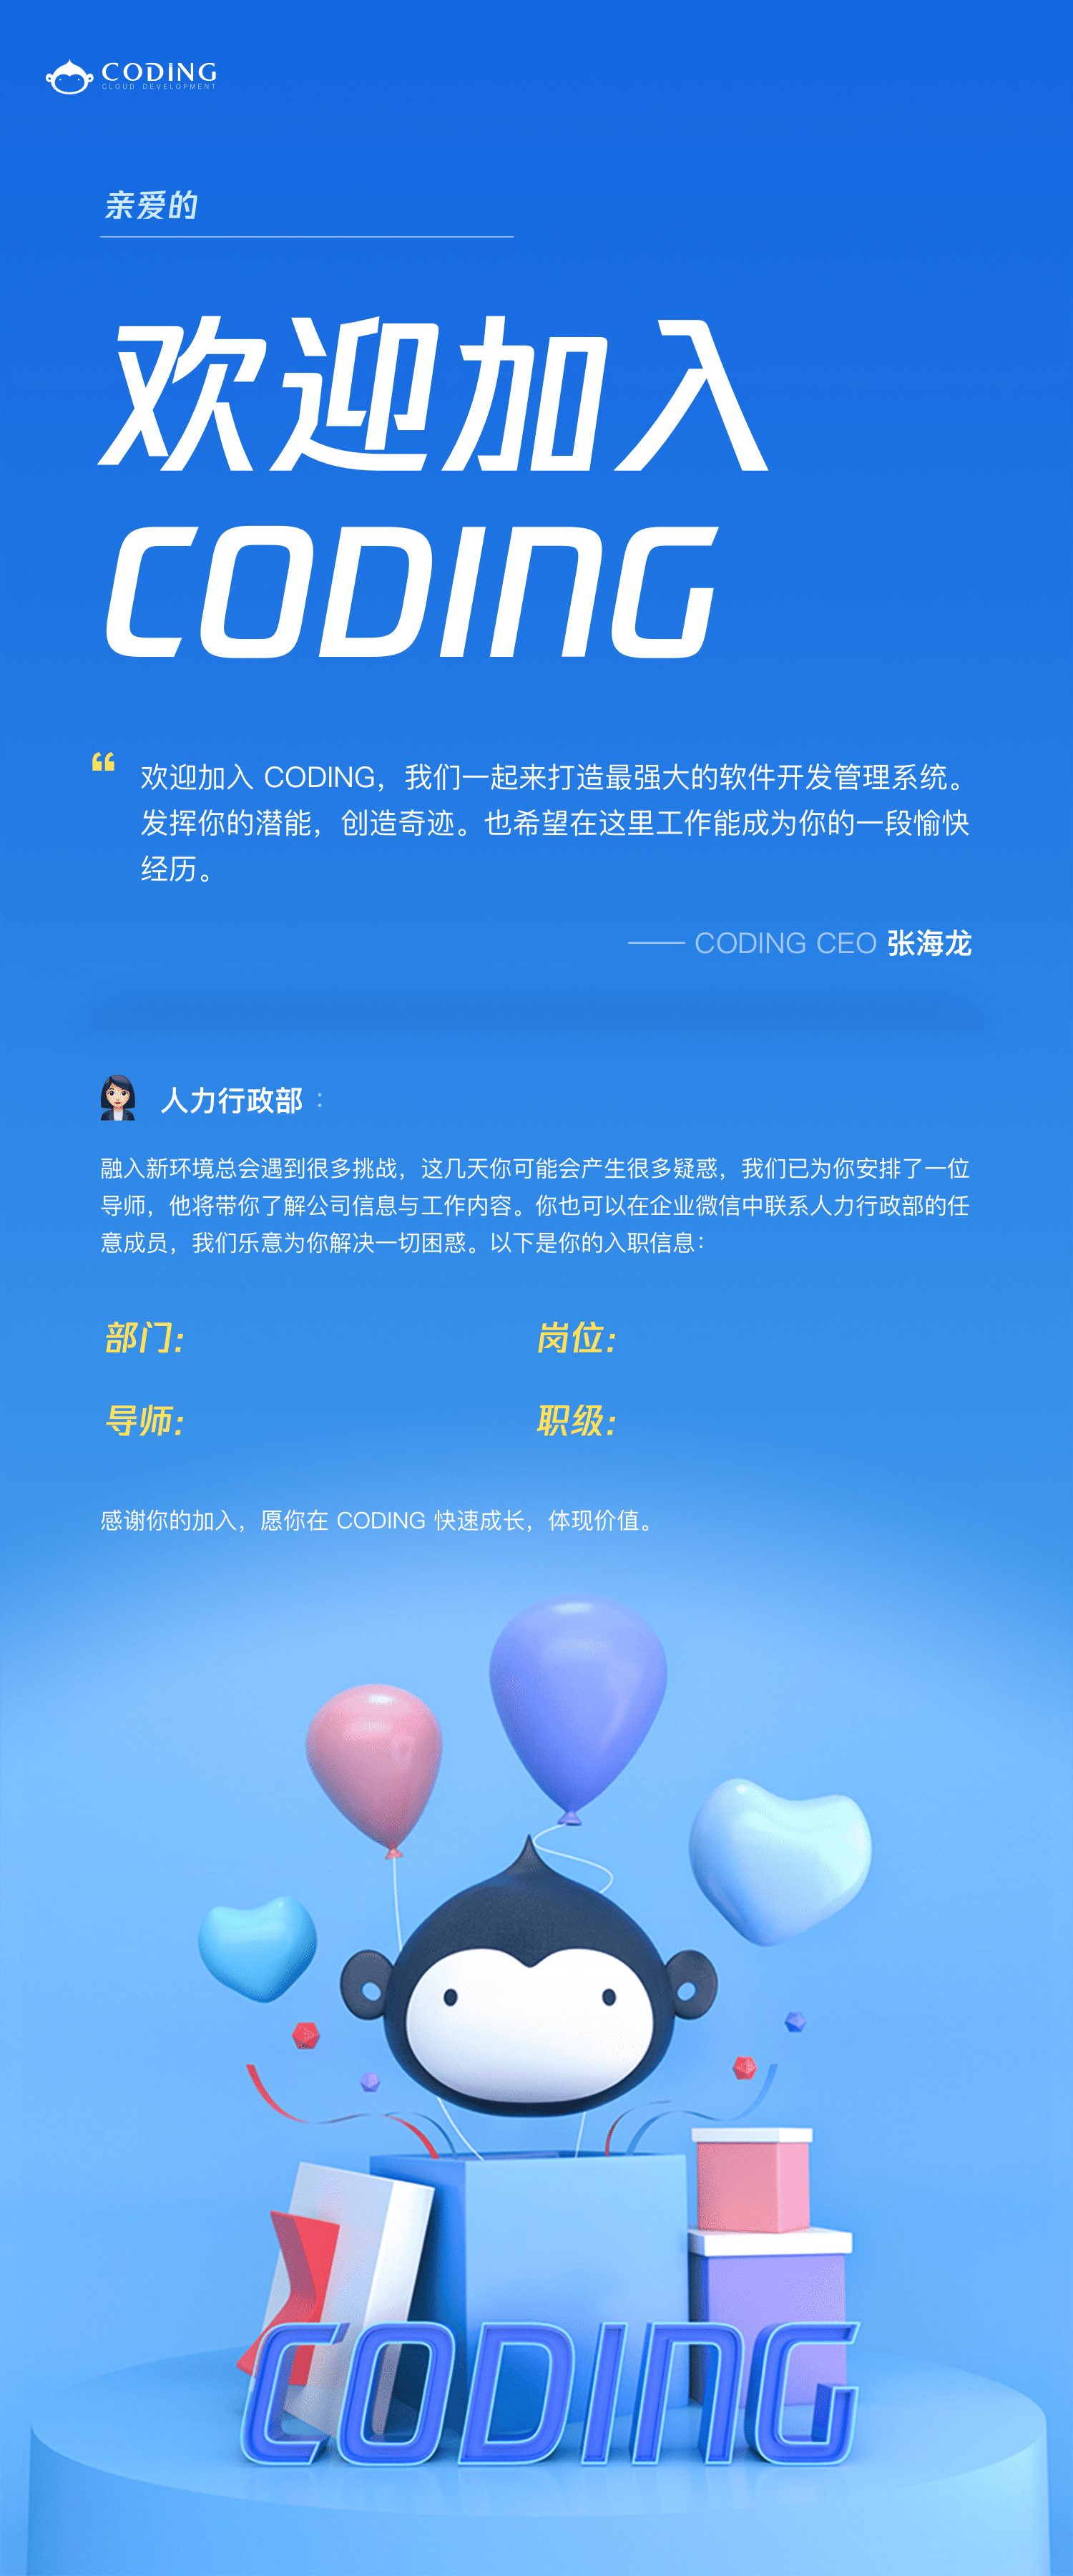 CODING
CLOUD DEVELOPMENT
亲爱的
欢迎加入
CODING
“
欢迎加入 CODING，我们一起来打造最强大的软件开发管理系统。
发挥你的潜能，创造奇迹。也希望在这里工作能成为你的一段愉快
经历。
—— CODING CEO 张海龙
人力行政部：
融入新环境总会遇到很多挑战，这几天你可能会产生很多疑惑，我们已为你安排了一位
导师，他将带你了解公司信息与工作内容。你也可以在企业微信中联系人力行政部的任
意成员，我们乐意为你解决一切困惑。以下是你的入职信息：
部门： 岗位：
导师： 职级：
感谢你的加入，愿你在 CODING 快速成长，体现价值。
CODING